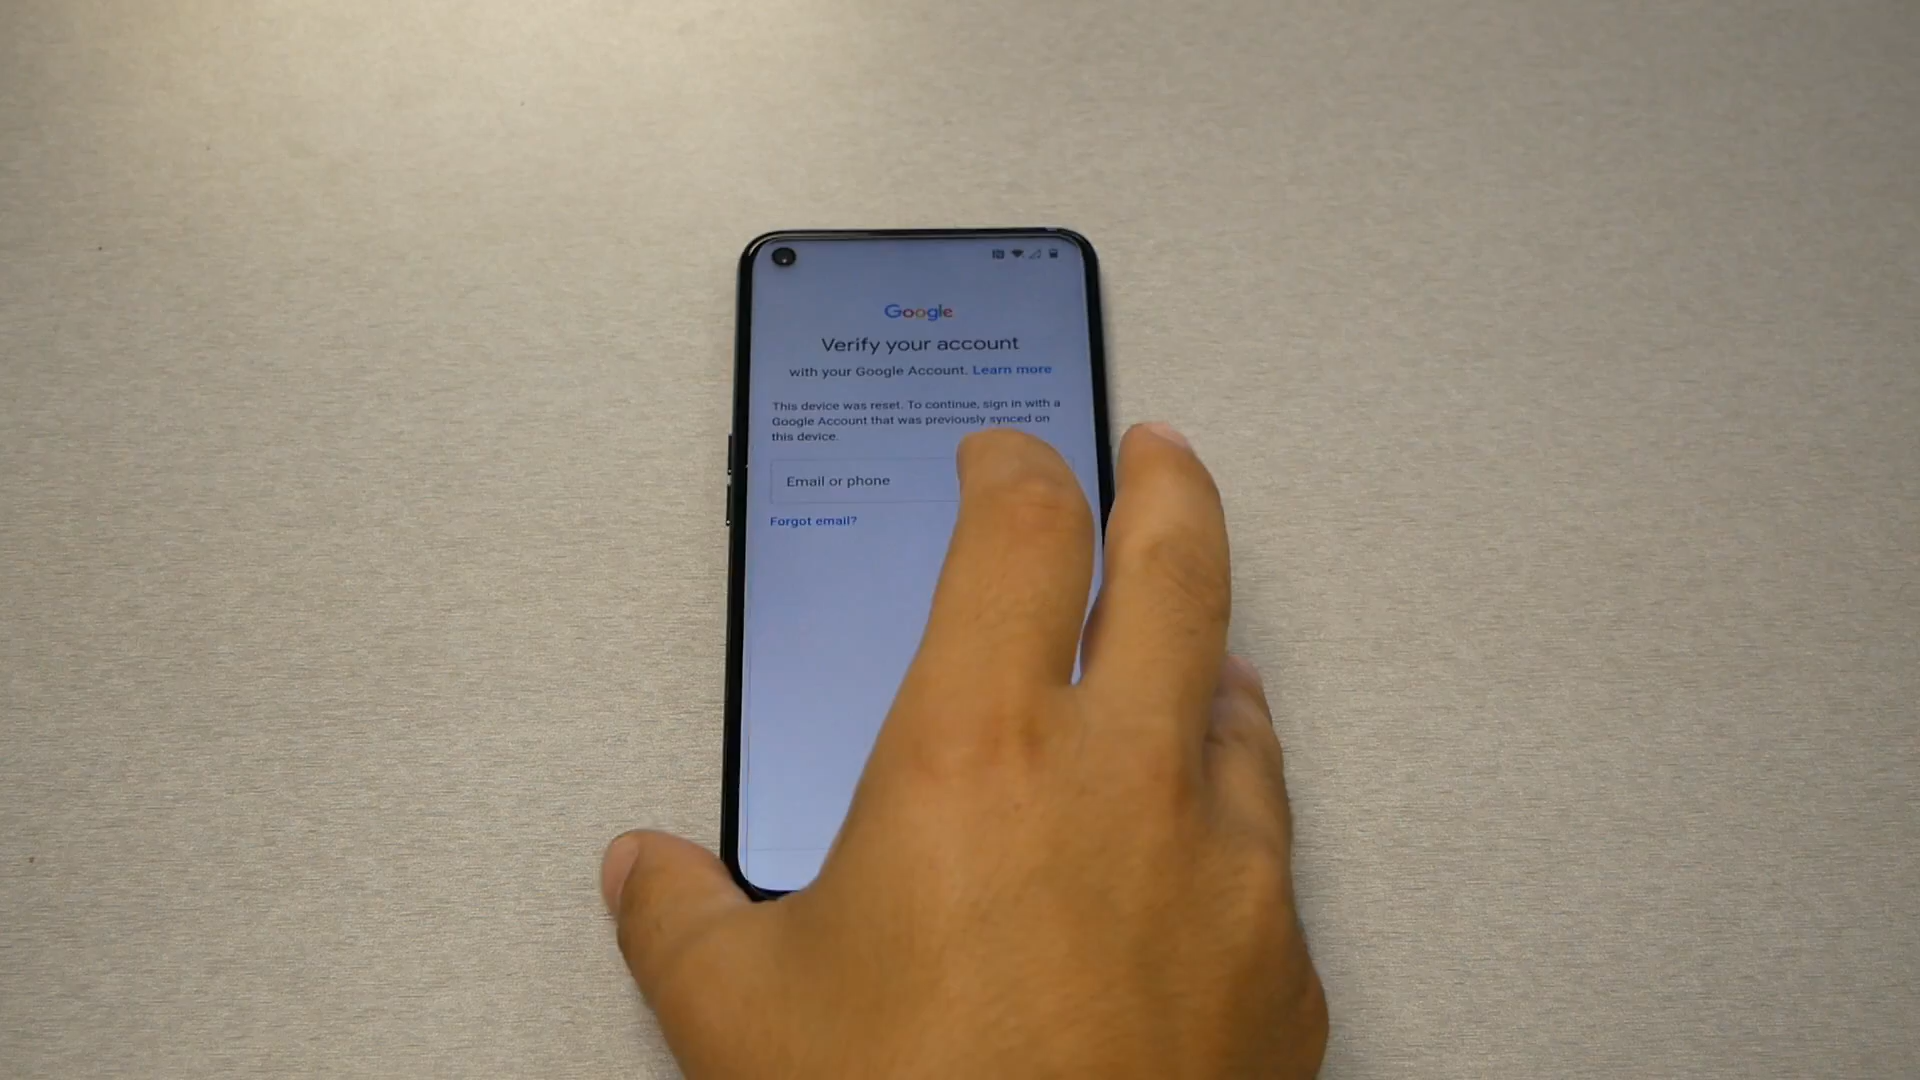 Google
Verify your account
with your Google Account. Learn more
This device was reset. To continue, sign in with a
Google Account that was previously synced on
this device.
Email or phone
Forgot email?